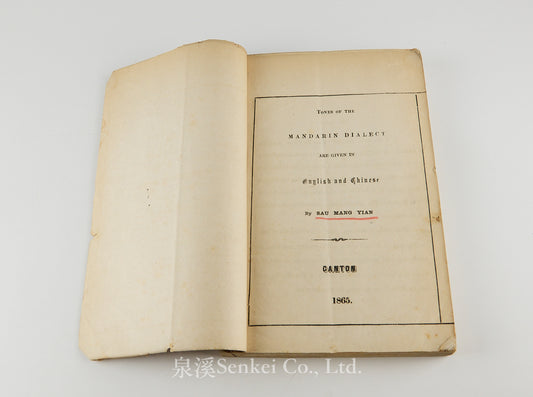 TONES OF THE
MANDARIN DIALECT
ARE GIVEN IN
English and Chinese
By SAU MANG YIAN
CANTON
1865.
泉溪Senkei Co., Ltd.